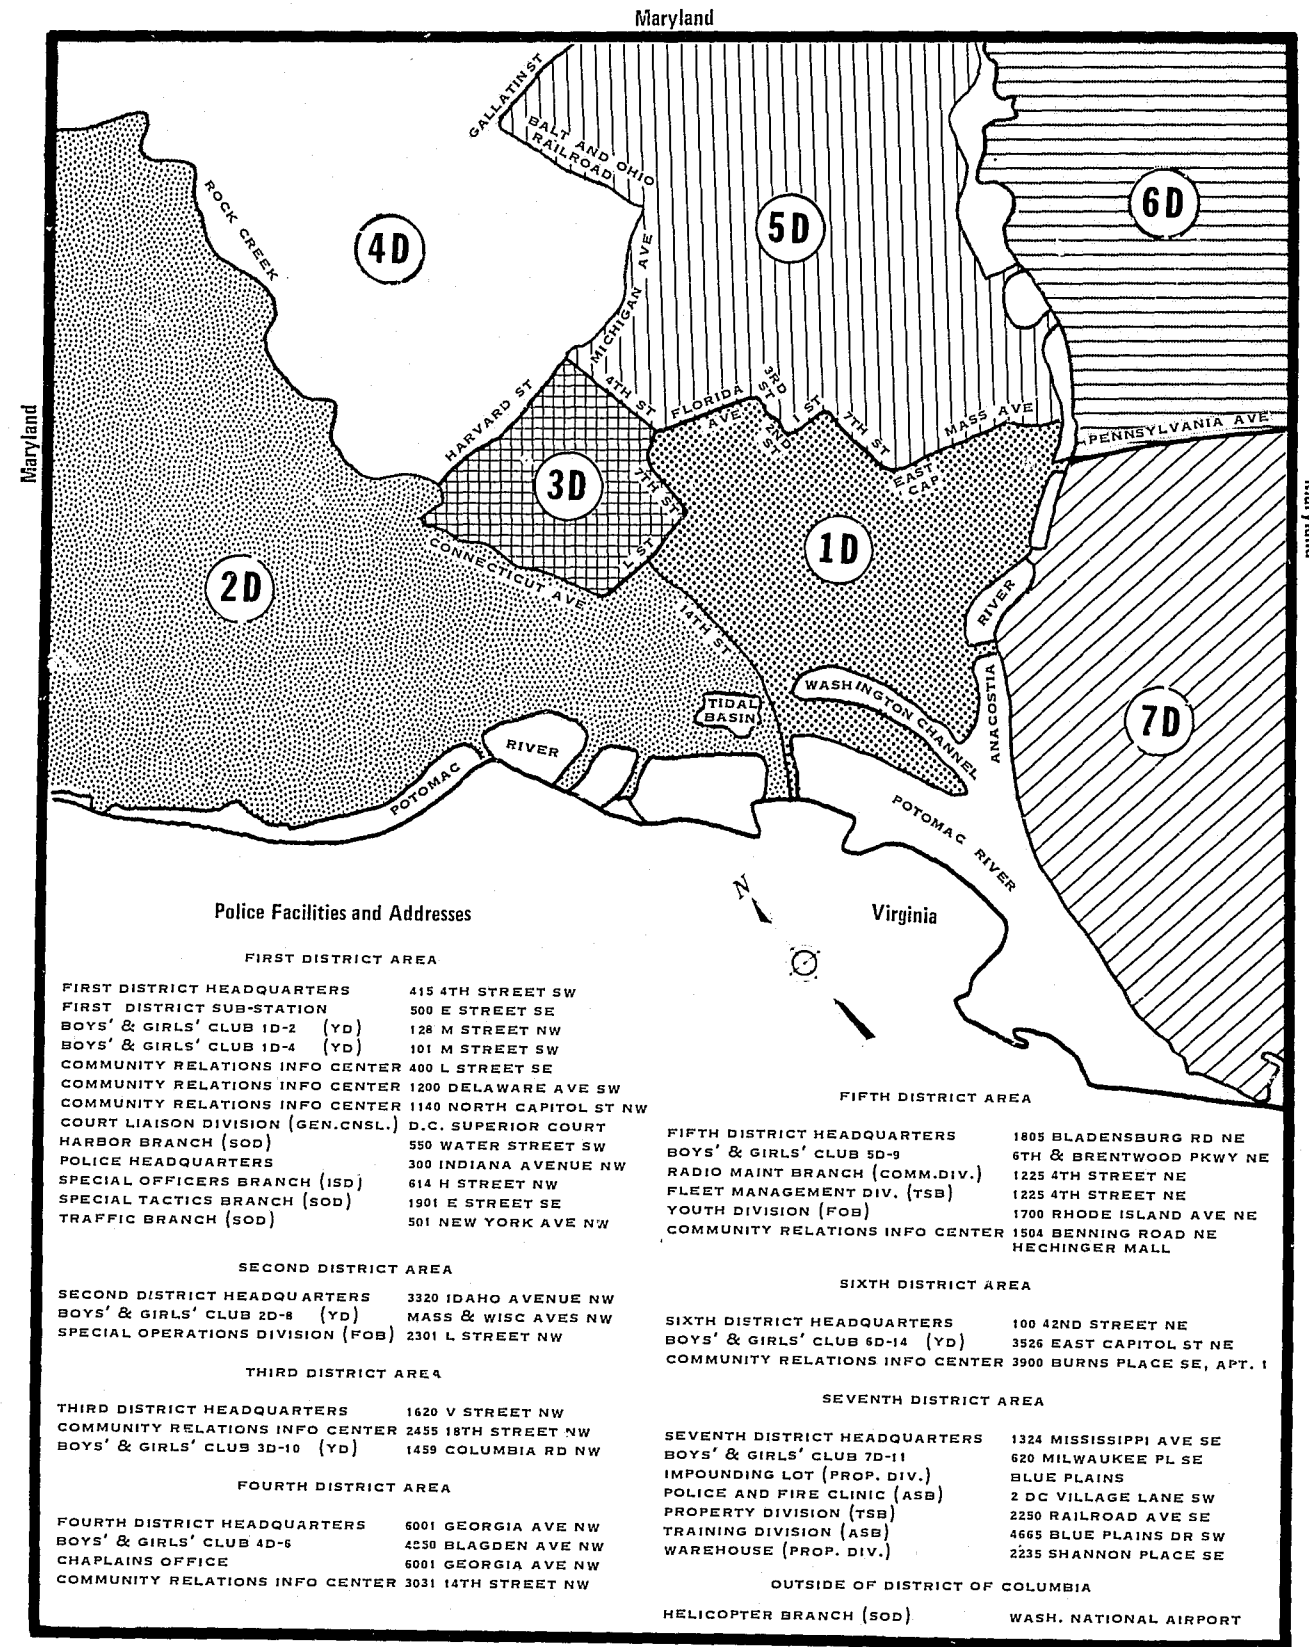 Maryland
GALLATIN ST
BALT AND OHIO
RAILROAD
ROCK CREEK
4D
5D
6D
MICHIGAN AVE
HARVARD ST
4TH ST
FLORIDA
AVE
3RD
ST
2ND
ST
I ST
7TH ST
MASS AVE
EAST
CAP
PENNSYLVANIA AVE
Maryland
3D
7TH ST
1D
2D
CONNECTICUT AVE
14TH ST
RIVER
ANACOSTIA
7D
WASHINGTON CHANNEL
TIDAL
BASIN
RIVER
POTOMAC
POTOMAC RIVER
N
Virginia
Police Facilities and Addresses
FIRST DISTRICT AREA
FIRST DISTRICT HEADQUARTERS 415 4TH STREET SW
FIRST DISTRICT SUB-STATION 500 E STREET SE
BOYS' & GIRLS' CLUB 1D-2 (YD) 128 M STREET NW
BOYS' & GIRLS' CLUB 1D-4 (YD) 101 M STREET SW
COMMUNITY RELATIONS INFO CENTER 400 L STREET SE
COMMUNITY RELATIONS INFO CENTER 1200 DELAWARE AVE SW
COMMUNITY RELATIONS INFO CENTER 1140 NORTH CAPITOL ST NW
COURT LIAISON DIVISION (GEN.CNSL.) D.C. SUPERIOR COURT
HARBOR BRANCH (SOD) 550 WATER STREET SW
POLICE HEADQUARTERS 300 INDIANA AVENUE NW
SPECIAL OFFICERS BRANCH (ISD) 614 H STREET NW
SPECIAL TACTICS BRANCH (SOD) 1901 E STREET SE
TRAFFIC BRANCH (SOD) 501 NEW YORK AVE NW
SECOND DISTRICT AREA
SECOND DISTRICT HEADQUARTERS 3320 IDAHO AVENUE NW
BOYS' & GIRLS' CLUB 2D-8 (YD) MASS & WISC AVES NW
SPECIAL OPERATIONS DIVISION (FOB) 2301 L STREET NW
THIRD DISTRICT AREA
THIRD DISTRICT HEADQUARTERS 1620 V STREET NW
COMMUNITY RELATIONS INFO CENTER 2455 18TH STREET NW
BOYS' & GIRLS' CLUB 3D-10 (YD) 1459 COLUMBIA RD NW
FOURTH DISTRICT AREA
FOURTH DISTRICT HEADQUARTERS 6001 GEORGIA AVE NW
BOYS' & GIRLS' CLUB 4D-6 BLAGDEN AVE NW
CHAPLAINS OFFICE 6001 GEORGIA AVE NW
COMMUNITY RELATIONS INFO CENTER 3031 14TH STREET NW
FIFTH DISTRICT AREA
FIFTH DISTRICT HEADQUARTERS 1805 BLADENSBURG RD NE
BOYS' & GIRLS' CLUB 5D-9 6TH & BRENTWOOD PKWY NE
RADIO MAINT BRANCH (COMM.DIV.) 1225 4TH STREET NE
FLEET MANAGEMENT DIV. (TSB) 1225 4TH STREET NE
YOUTH DIVISION (FOB) 1700 RHODE ISLAND AVE NE
COMMUNITY RELATIONS INFO CENTER 1504 BENNING ROAD NE
HECHINGER MALL
SIXTH DISTRICT AREA
SIXTH DISTRICT HEADQUARTERS 100 42ND STREET NE
BOYS' & GIRLS' CLUB 6D-14 (YD) 3526 EAST CAPITOL ST NE
COMMUNITY RELATIONS INFO CENTER 3900 BURNS PLACE SE, APT. 1
SEVENTH DISTRICT AREA
SEVENTH DISTRICT HEADQUARTERS 1324 MISSISSIPPI AVE SE
BOYS' & GIRLS' CLUB 7D-11 620 MILWAUKEE PL SE
IMPOUNDING LOT (PROP. DIV.) BLUE PLAINS
POLICE AND FIRE CLINIC (ASB) 2 DC VILLAGE LANE SW
PROPERTY DIVISION (TSB) 2250 RAILROAD AVE SE
TRAINING DIVISION (ASB) 4665 BLUE PLAINS DR SW
WAREHOUSE (PROP. DIV.) 2235 SHANNON PLACE SE
OUTSIDE OF DISTRICT OF COLUMBIA
HELICOPTER BRANCH (SOD) WASH. NATIONAL AIRPORT